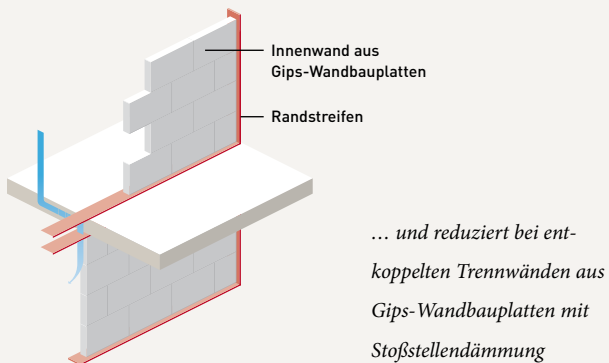 Innenwand aus
Gips-Wandbauplatten
Randstreifen
... und reduziert bei ent-
koppelten Trennwänden aus
Gips-Wandbauplatten mit
Stoßstellendämmung